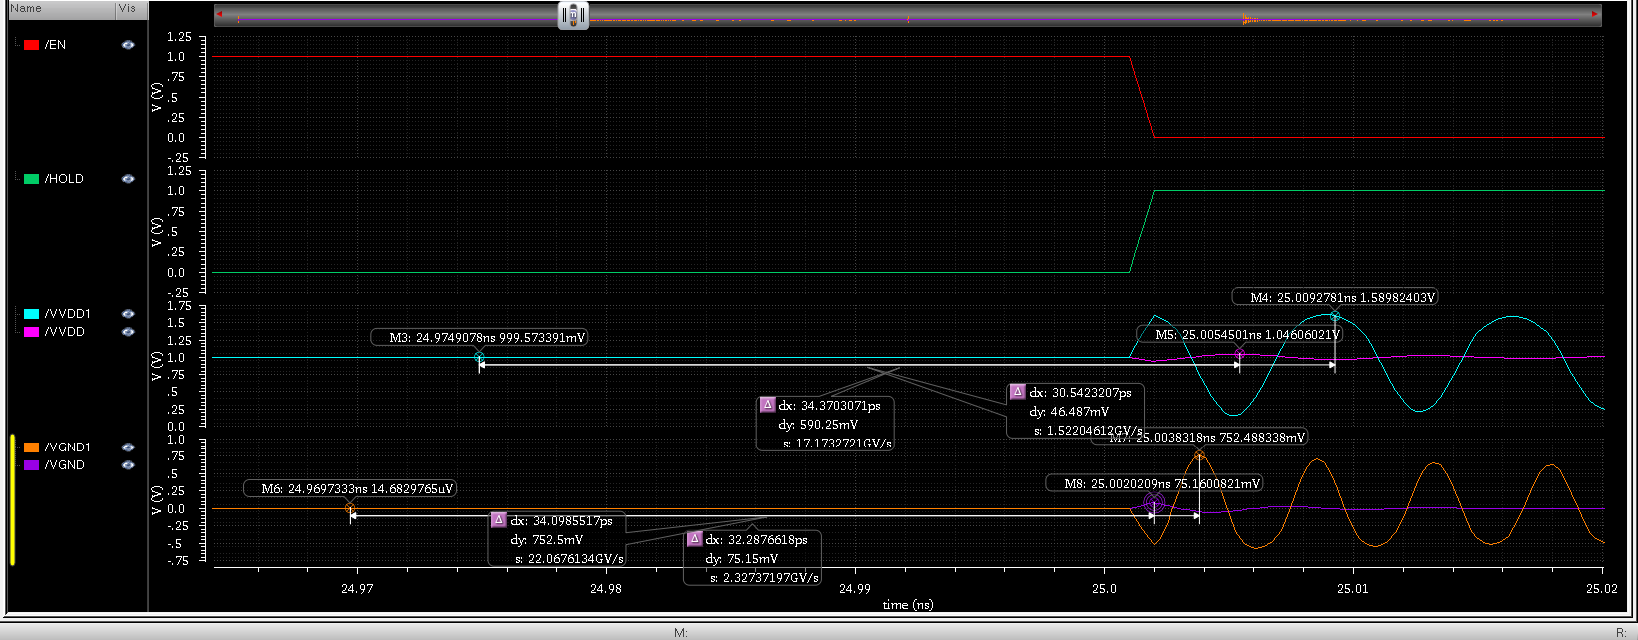 Name Vis
/EN
/HOLD
/VVDD1
/VVDD
/VGND1
/VGND
V (V)
1.25
1.0
.75
.5
.25
0.0
-.25
V (V)
1.25
1.0
.75
.5
.25
0.0
-.25
V (V)
1.75
1.5
1.25
1.0
.75
.5
.25
0.0
M3: 24.9749078ns 999.573391mV
M4: 25.0092781ns 1.58982403V
M5: 25.0054501ns 1.04606021V
Δ dx: 34.3703071ps
dy: 590.25mV
s: 17.1732721GV/s
Δ dx: 30.5423207ps
dy: 46.487mV
s: 1.52204612GV/s
V (V)
1.0
.75
.5
.25
0.0
-.25
-.5
-.75
M6: 24.9697333ns 14.6829765uV
M7: 25.0038318ns 752.488338mV
M8: 25.0020209ns 75.1600821mV
Δ dx: 34.0985517ps
dy: 752.5mV
s: 22.0676134GV/s
Δ dx: 32.2876618ps
dy: 75.15mV
s: 2.32737197GV/s
24.97 24.98 24.99 25.0 25.01 25.02
time (ns)
M: R: